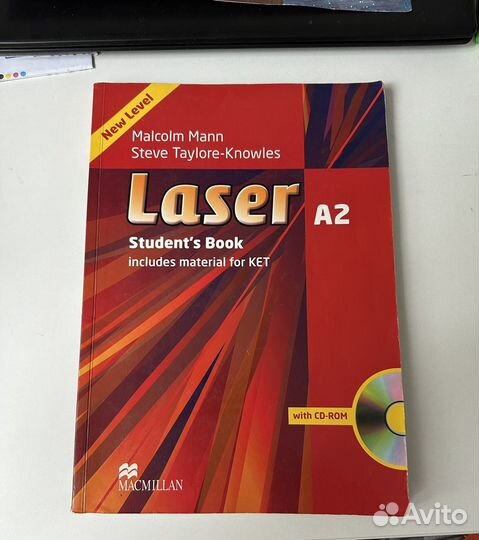 New Level
Malcolm Mann
Steve Taylore-Knowles
Laser A2
Student's Book
includes material for KET
with CD-ROM
MACMILLAN
Avito